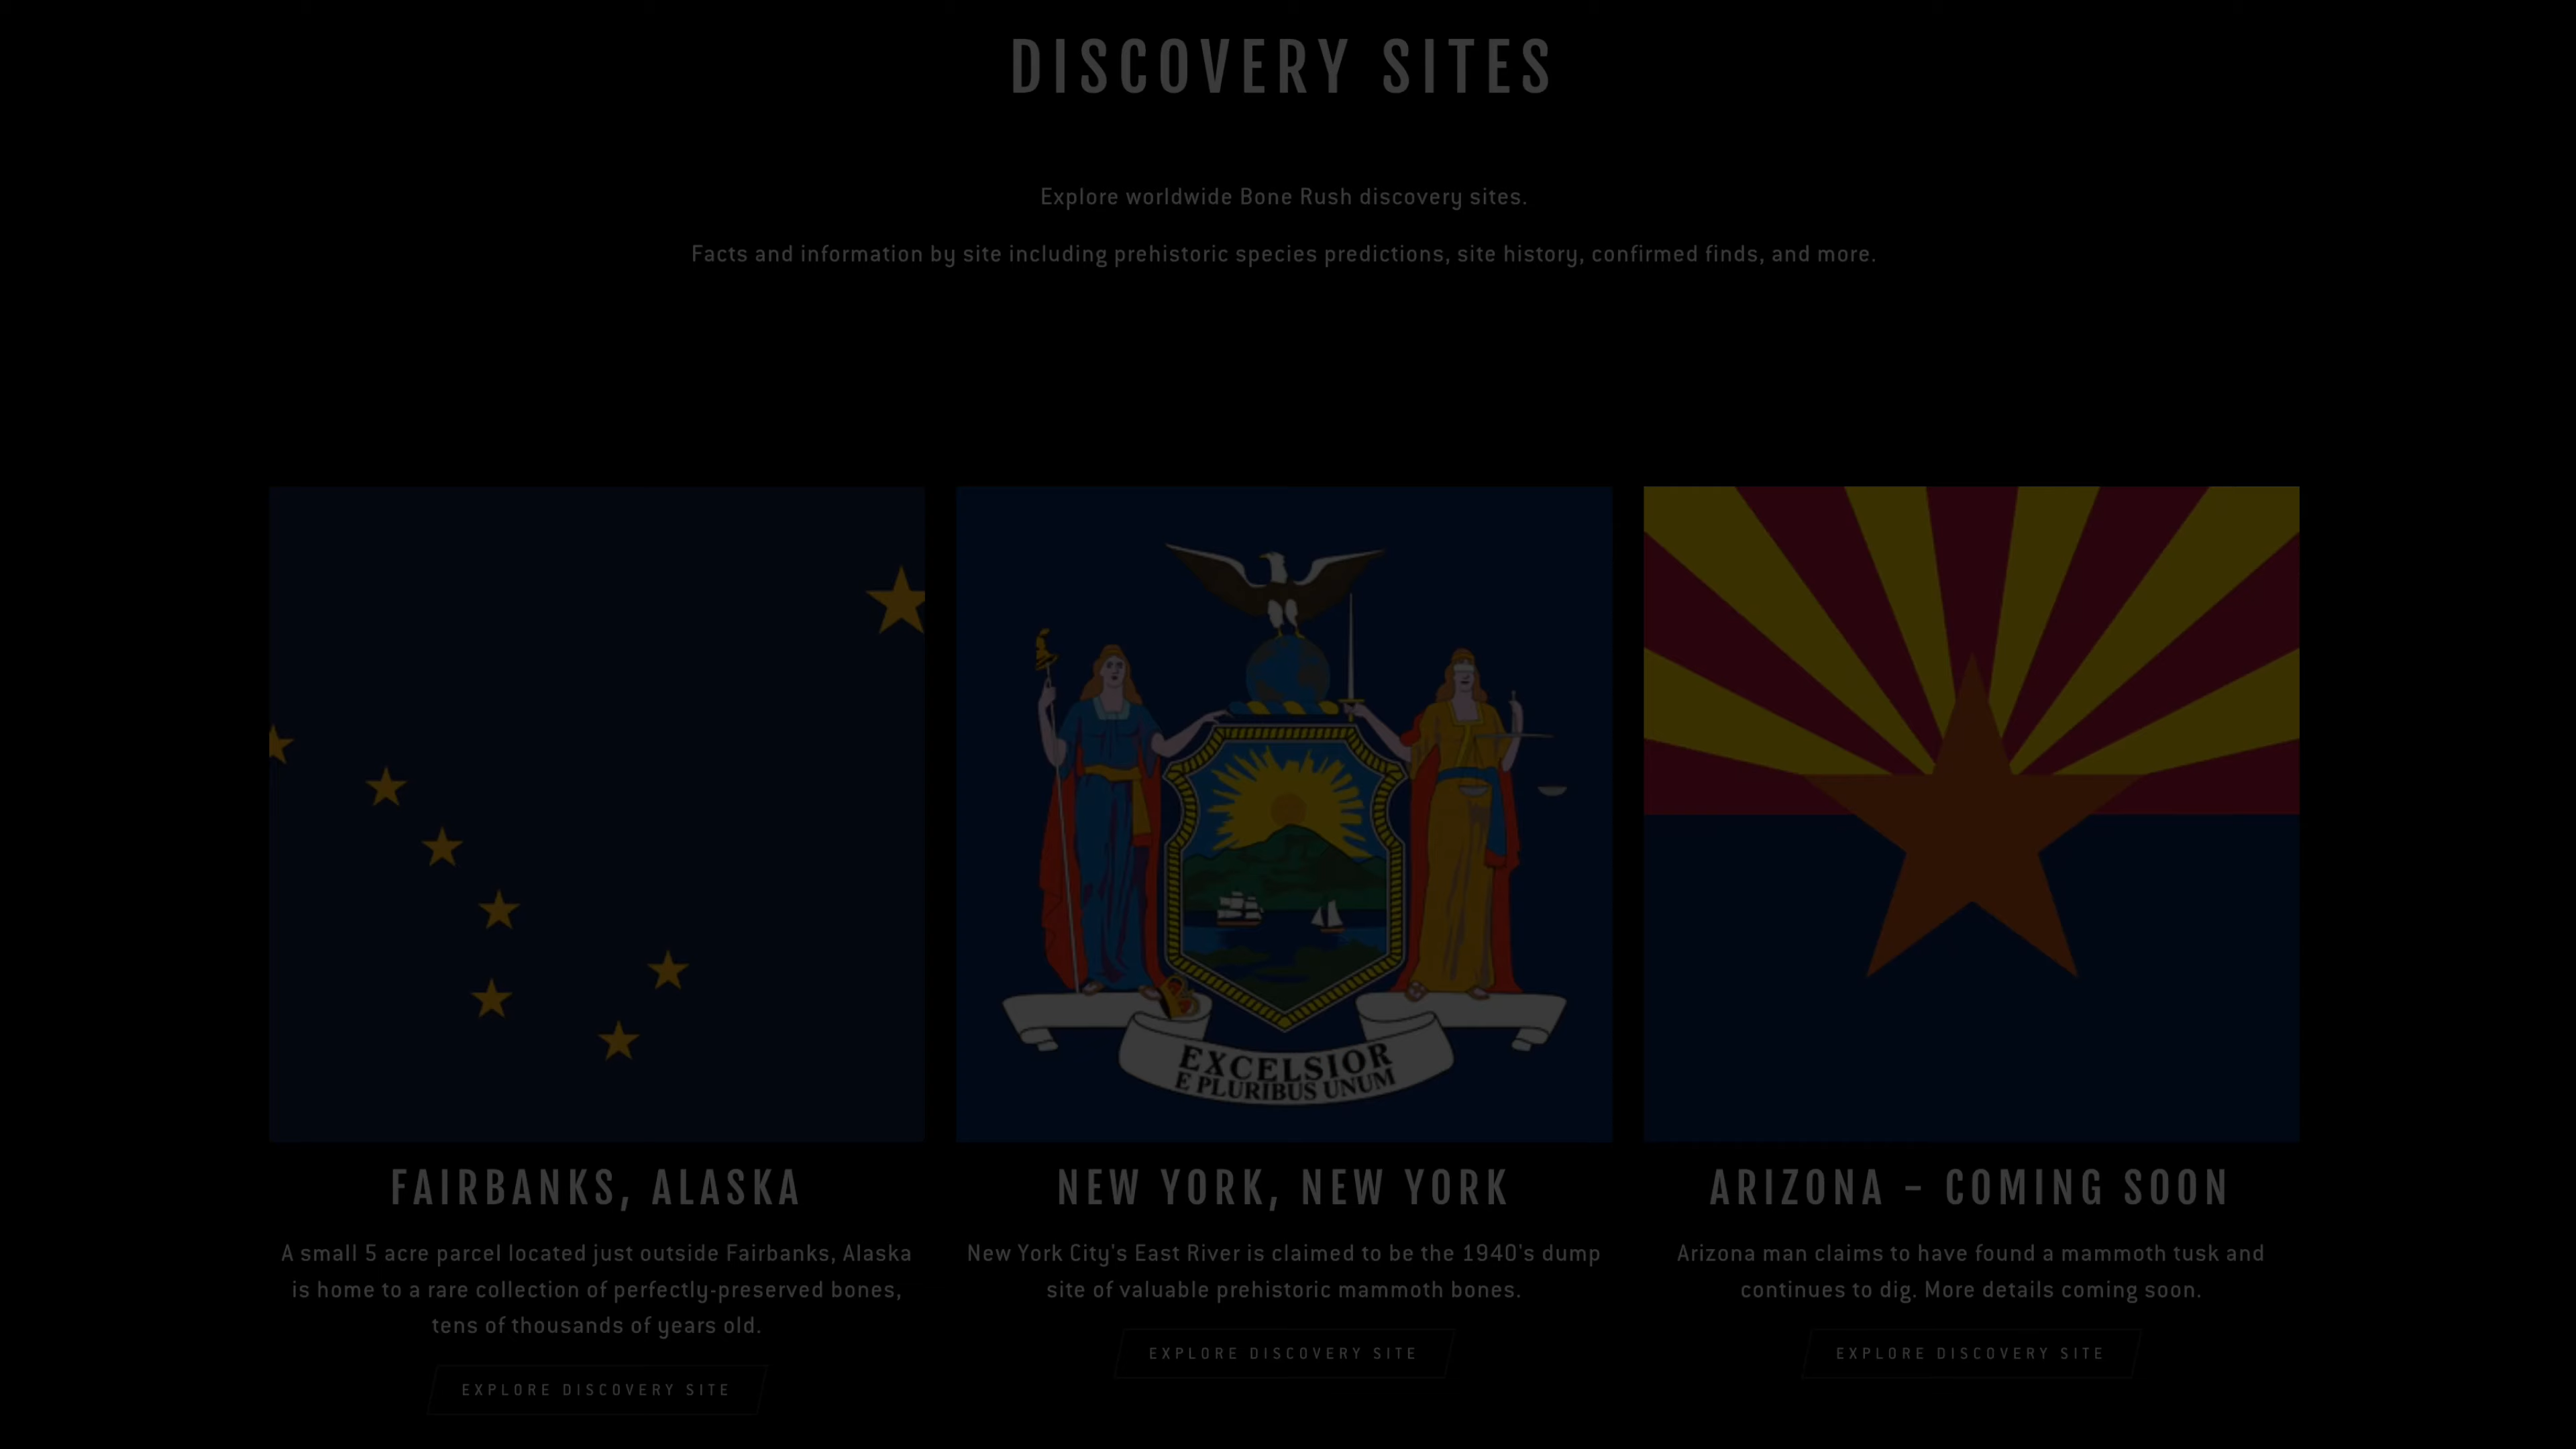 DISCOVERY SITES
Explore worldwide Bone Rush discovery sites.
Facts and information by site including prehistoric species predictions, site history, confirmed finds, and more.
EXCELSIOR
E PLURIBUS UNUM
FAIRBANKS, ALASKA
A small 5 acre parcel located just outside Fairbanks, Alaska
is home to a rare collection of perfectly-preserved bones,
tens of thousands of years old.
EXPLORE DISCOVERY SITE
NEW YORK, NEW YORK
New York City's East River is claimed to be the 1940's dump
site of valuable prehistoric mammoth bones.
EXPLORE DISCOVERY SITE
ARIZONA – COMING SOON
Arizona man claims to have found a mammoth tusk and
continues to dig. More details coming soon.
EXPLORE DISCOVERY SITE